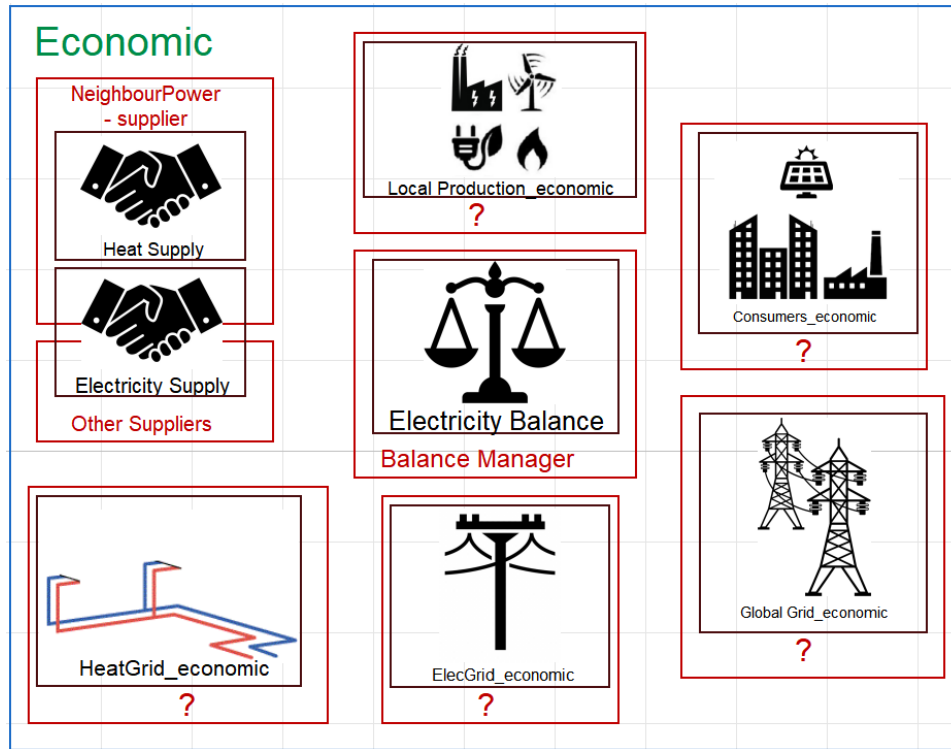 Economic
NeighbourPower
- supplier
Heat Supply
Electricity Supply
Other Suppliers
Local Production_economic
?
Electricity Balance
Balance Manager
Consumers_economic
?
HeatGrid_economic
?
ElecGrid_economic
?
Global Grid_economic
?